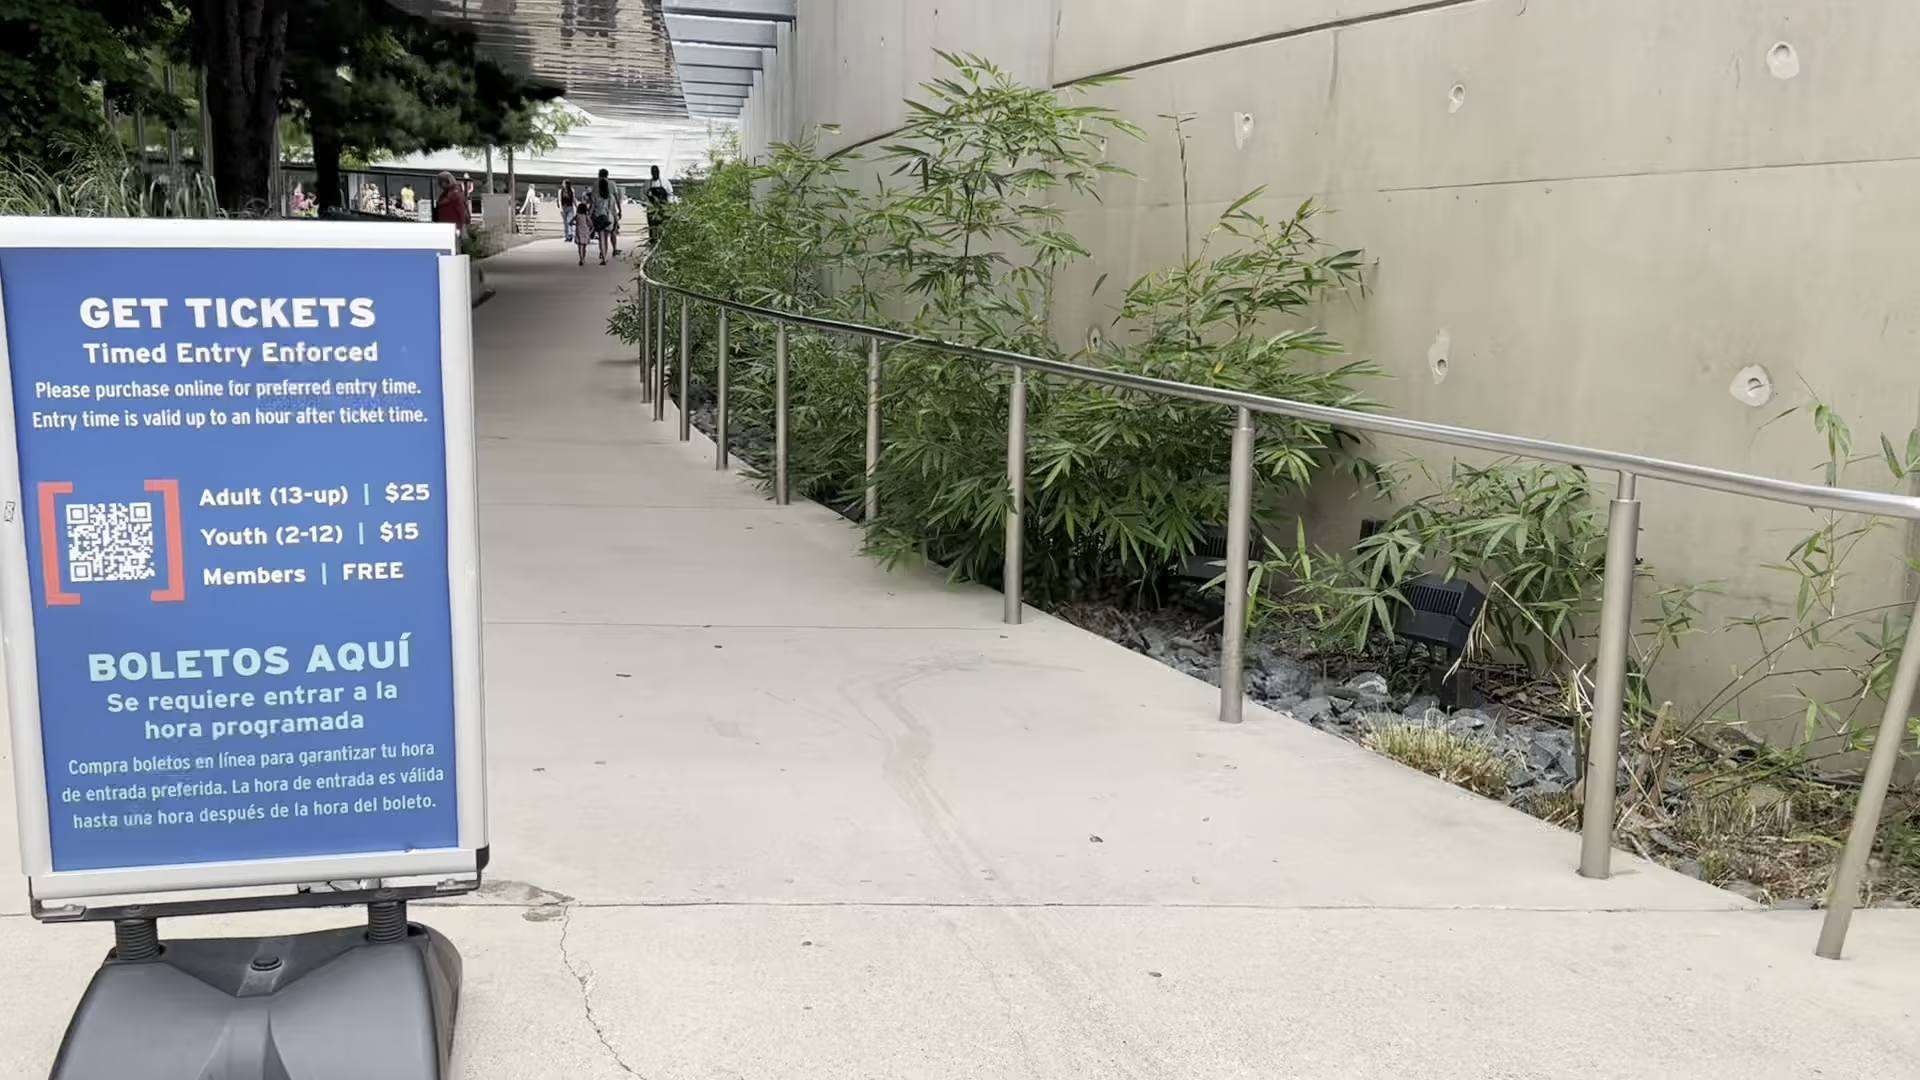 GET TICKETS
Timed Entry Enforced
Please purchase online for preferred entry time.
Entry time is valid up to an hour after ticket time.
Adult (13-up) | $25
Youth (2-12) | $15
Members | FREE
BOLETOS AQUÍ
Se requiere entrar a la
hora programada
Compra boletos en línea para garantizar tu hora
de entrada preferida. La hora de entrada es válida
hasta una hora después de la hora del boleto.